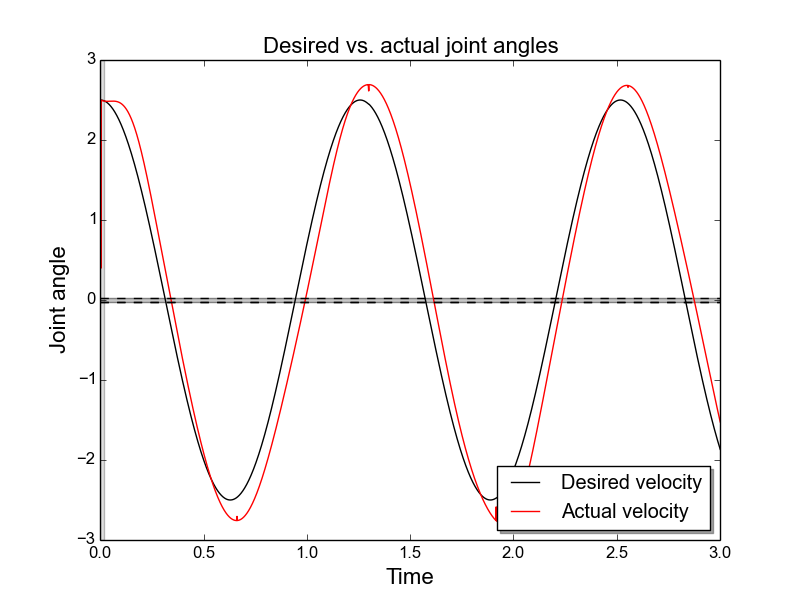 Desired vs. actual joint angles
3
2
1
0
−1
−2
−3
Joint angle
0.0 0.5 1.0 1.5 2.0 2.5 3.0
Time
Desired velocity
Actual velocity